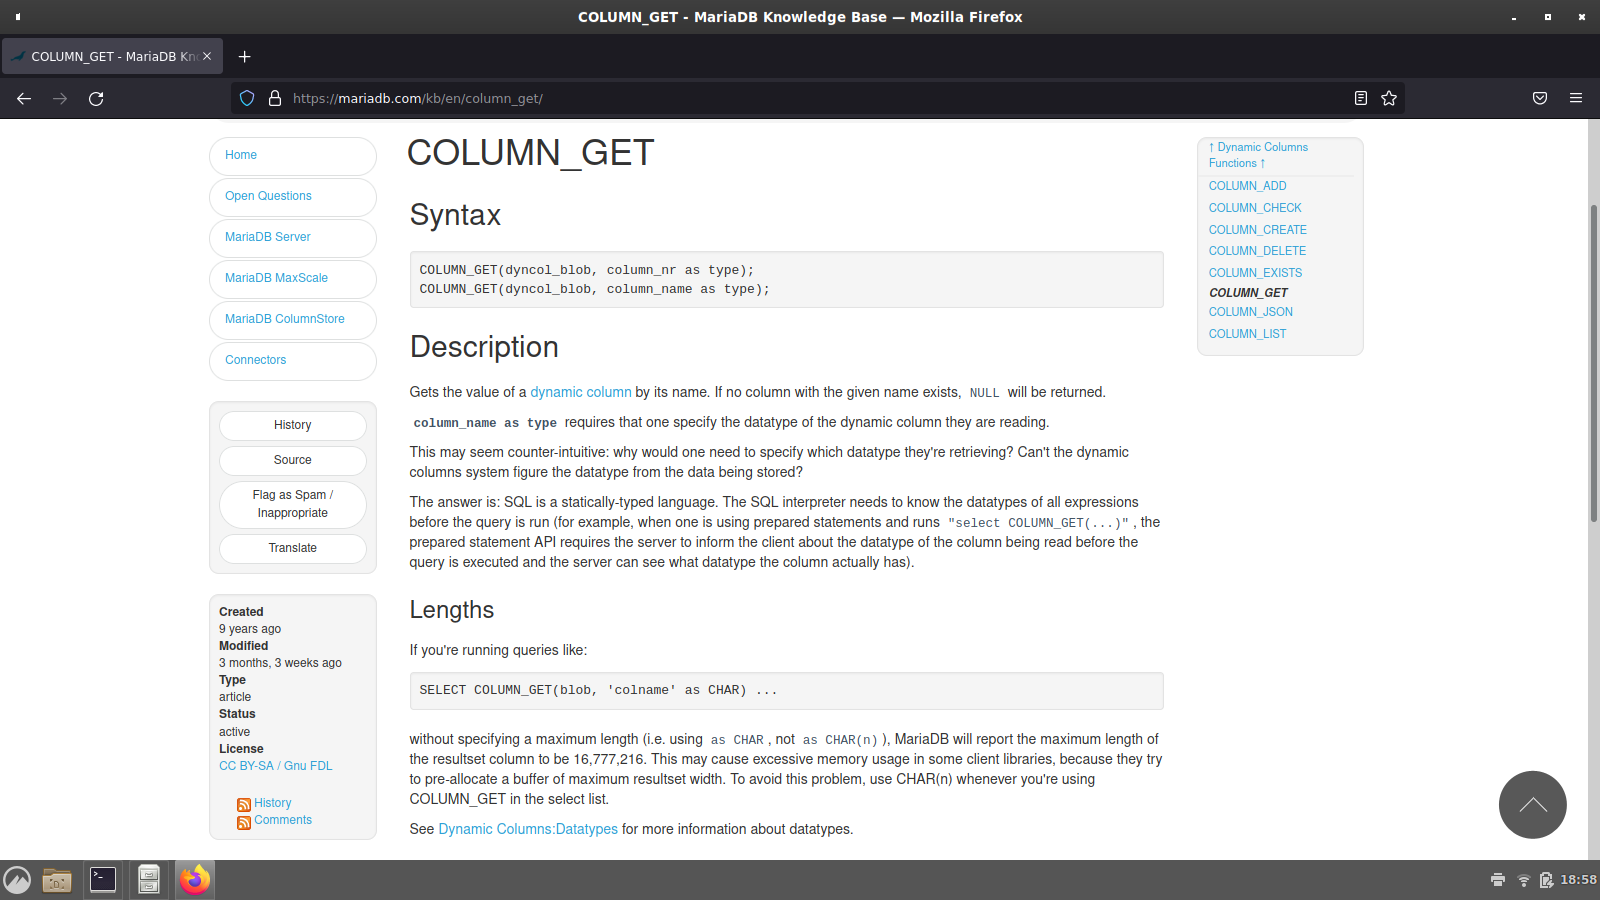 COLUMN_GET - MariaDB Knowledge Base — Mozilla Firefox
COLUMN_GET - MariaDB Kn
https://mariadb.com/kb/en/column_get/
Home
Open Questions
MariaDB Server
MariaDB MaxScale
MariaDB ColumnStore
Connectors
History
Source
Flag as Spam /
Inappropriate
Translate
Created
9 years ago
Modified
3 months, 3 weeks ago
Type
article
Status
active
License
CC BY-SA / Gnu FDL
History
Comments
COLUMN_GET
Syntax
COLUMN_GET(dyncol_blob, column_nr as type);
COLUMN_GET(dyncol_blob, column_name as type);
Description
Gets the value of a dynamic column by its name. If no column with the given name exists, NULL will be returned.
column_name as type requires that one specify the datatype of the dynamic column they are reading.
This may seem counter-intuitive: why would one need to specify which datatype they're retrieving? Can't the dynamic
columns system figure the datatype from the data being stored?
The answer is: SQL is a statically-typed language. The SQL interpreter needs to know the datatypes of all expressions
before the query is run (for example, when one is using prepared statements and runs "select COLUMN_GET(...)", the
prepared statement API requires the server to inform the client about the datatype of the column being read before the
query is executed and the server can see what datatype the column actually has).
Lengths
If you're running queries like:
SELECT COLUMN_GET(blob, 'colname' as CHAR) ...
without specifying a maximum length (i.e. using as CHAR, not as CHAR(n)), MariaDB will report the maximum length of
the resultset column to be 16,777,216. This may cause excessive memory usage in some client libraries, because they try
to pre-allocate a buffer of maximum resultset width. To avoid this problem, use CHAR(n) whenever you're using
COLUMN_GET in the select list.
See Dynamic Columns:Datatypes for more information about datatypes.
↑ Dynamic Columns
Functions ↑
COLUMN_ADD
COLUMN_CHECK
COLUMN_CREATE
COLUMN_DELETE
COLUMN_EXISTS
COLUMN_GET
COLUMN_JSON
COLUMN_LIST
18:58